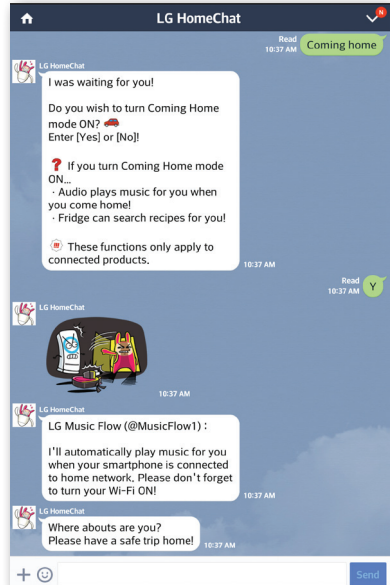 LG HomeChat
N
Read
10:37 AM
Coming home
LG HomeChat
I was waiting for you!
Do you wish to turn Coming Home
mode ON?
Enter [Yes] or [No]!
? If you turn Coming Home mode
ON...
· Audio plays music for you when
you come home!
· Fridge can search recipes for you!
!!! These functions only apply to
connected products.
10:37 AM
Read
10:37 AM
Y
LG HomeChat
10:37 AM
LG HomeChat
LG Music Flow (@MusicFlow1) :
I'll automatically play music for you
when your smartphone is connected
to home network. Please don't forget
to turn your Wi-Fi ON!
10:37 AM
LG HomeChat
Where abouts are you?
Please have a safe trip home!
10:37 AM
Send